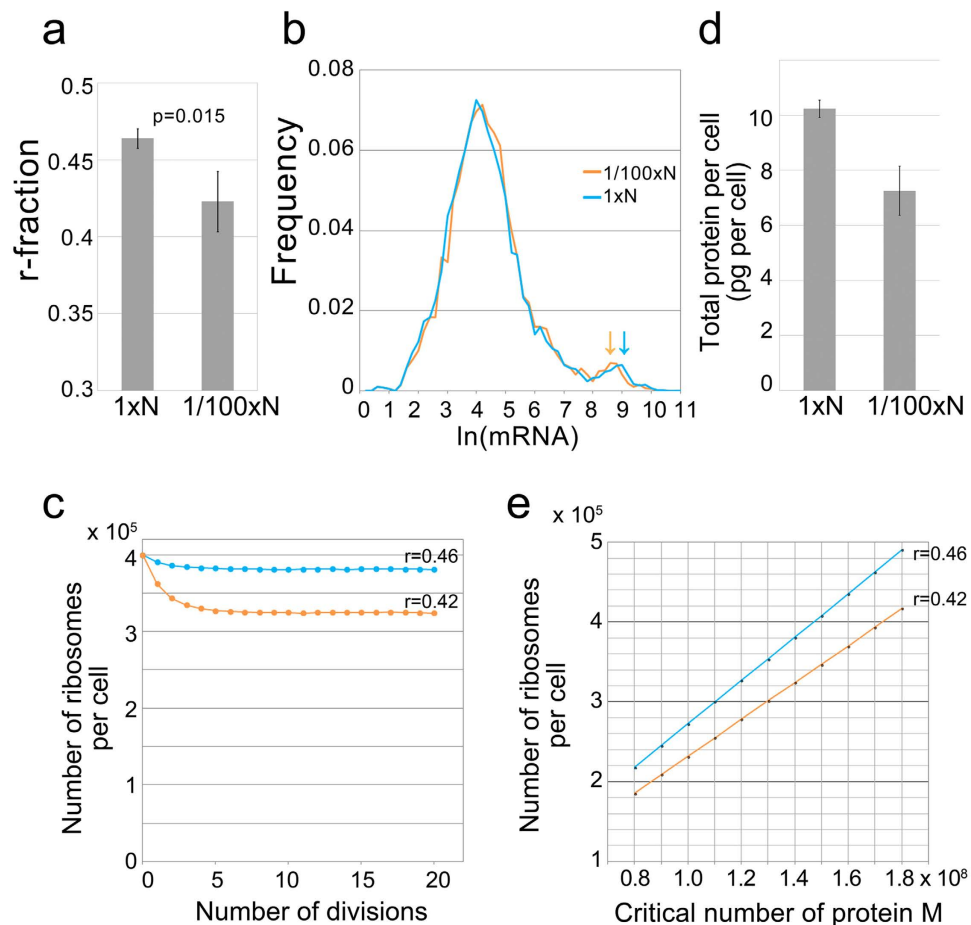 a
r-fraction
0.5
0.45
0.4
0.35
0.3
p=0.015
1xN
1/100xN
b
Frequency
0.08
0.06
0.04
0.02
0
1/100xN
1xN
0 1 2 3 4 5 6 7 8 9 10 11
ln(mRNA)
d
Total protein per cell
(pg per cell)
10
8
6
4
2
0
1xN
1/100xN
c
x 10⁵
Number of ribosomes
per cell
4
3
2
1
0
r=0.46
r=0.42
0 5 10 15 20
Number of divisions
e
x 10⁵
Number of ribosomes
per cell
5
4
3
2
1
r=0.46
r=0.42
0.8 1.0 1.2 1.4 1.6 1.8 x 10⁸
Critical number of protein M